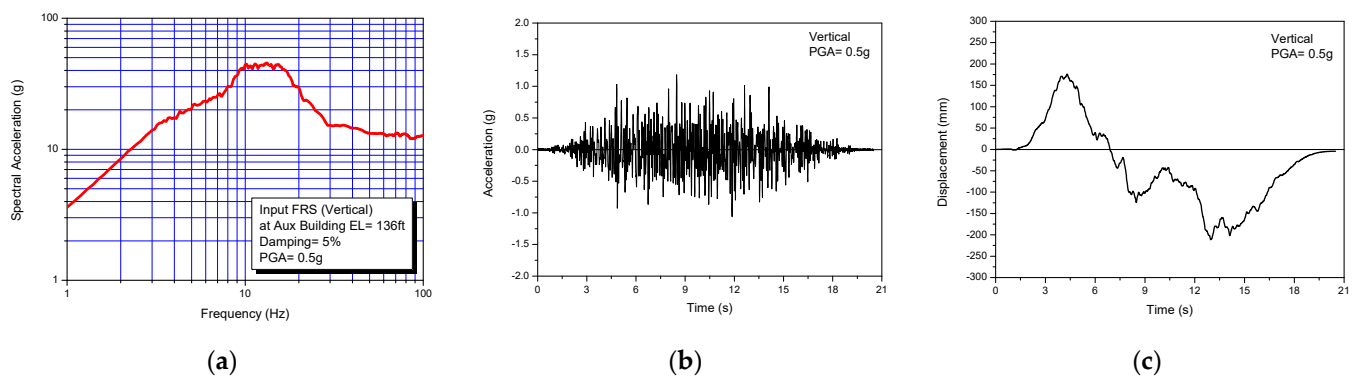 100
10
1
1
10
100
Spectral Acceleration (g)
Frequency (Hz)
Input FRS (Vertical)
at Aux Building EL= 136ft
Damping= 5%
PGA= 0.5g
(a)
2.0
1.5
1.0
0.5
0.0
-0.5
-1.0
-1.5
-2.0
0
3
6
9
12
15
18
21
Acceleration (g)
Time (s)
Vertical
PGA= 0.5g
(b)
300
250
200
150
100
50
0
-50
-100
-150
-200
-250
-300
0
3
6
9
12
15
18
21
Displacement (mm)
Time (s)
Vertical
PGA= 0.5g
(c)